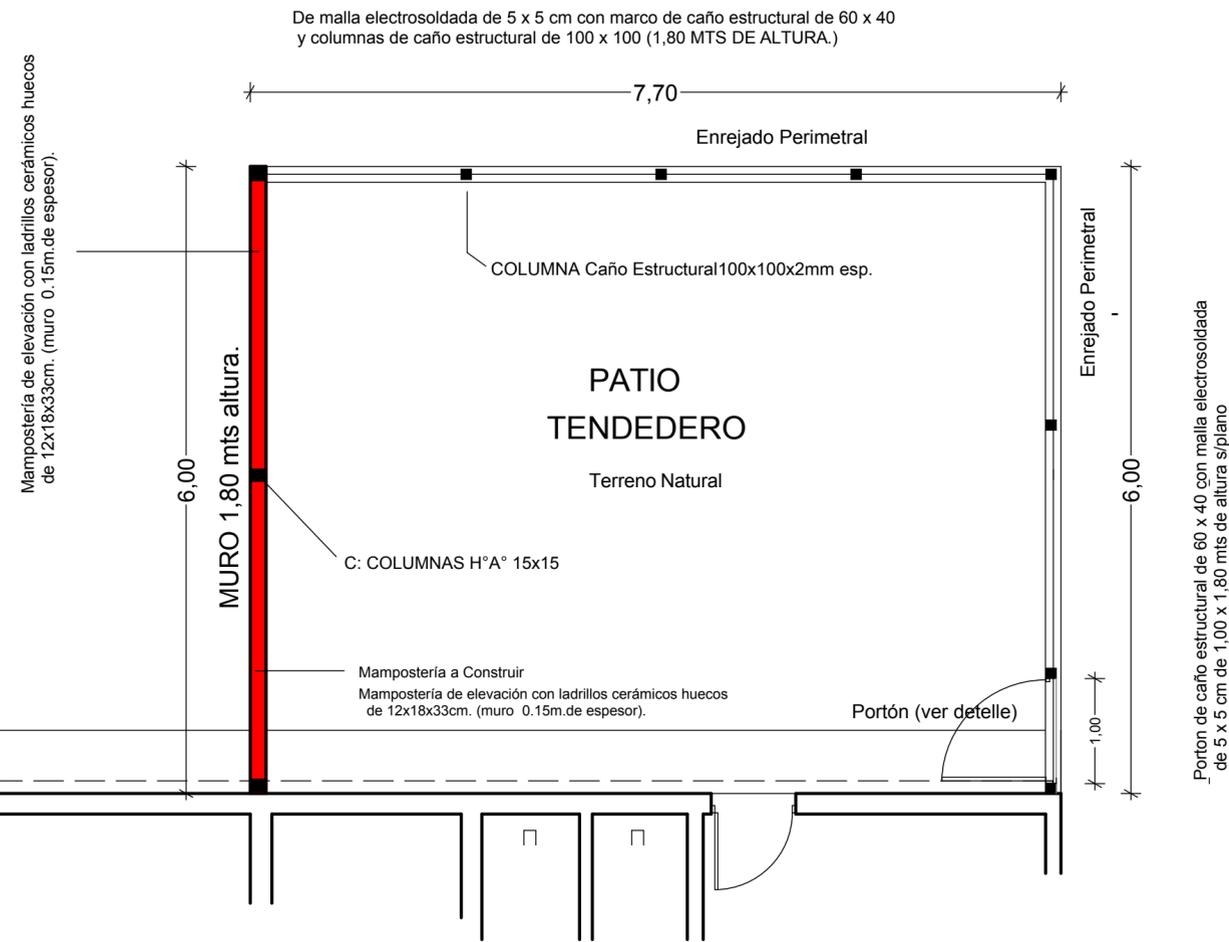 De malla electrosoldada de 5 x 5 cm con marco de caño estructural de 60 x 40
y columnas de caño estructural de 100 x 100 (1,80 MTS DE ALTURA.)
7,70
Enrejado Perimetral
Mampostería de elevación con ladrillos cerámicos huecos
de 12x18x33cm. (muro 0.15m.de espesor).
6,00
MURO 1,80 mts altura.
COLUMNA Caño Estructural100x100x2mm esp.
PATIO
TENDEDERO
Terreno Natural
C: COLUMNAS H°A° 15x15
Mampostería a Construir
Mampostería de elevación con ladrillos cerámicos huecos
de 12x18x33cm. (muro 0.15m.de espesor).
Portón (ver detelle)
1,00
Enrejado Perimetral
6,00
Porton de caño estructural de 60 x 40 con malla electrosoldada
de 5 x 5 cm de 1,00 x 1,80 mts de altura s/plano